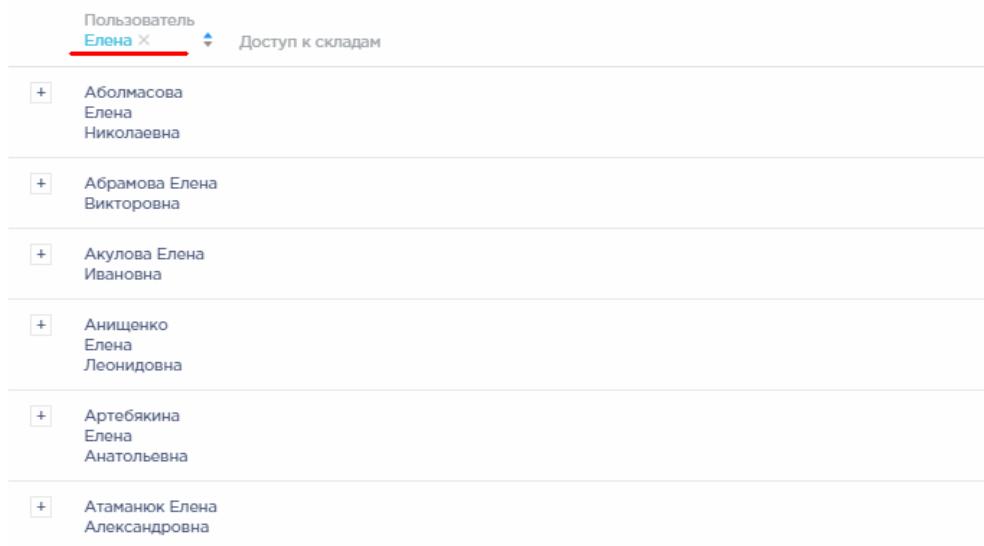 Пользователь
Елена ×
Доступ к складам
+ Аболмасова
Елена
Николаевна
+ Абрамова Елена
Викторовна
+ Акулова Елена
Ивановна
+ Анищенко
Елена
Леонидовна
+ Артебякина
Елена
Анатольевна
+ Атаманюк Елена
Александровна